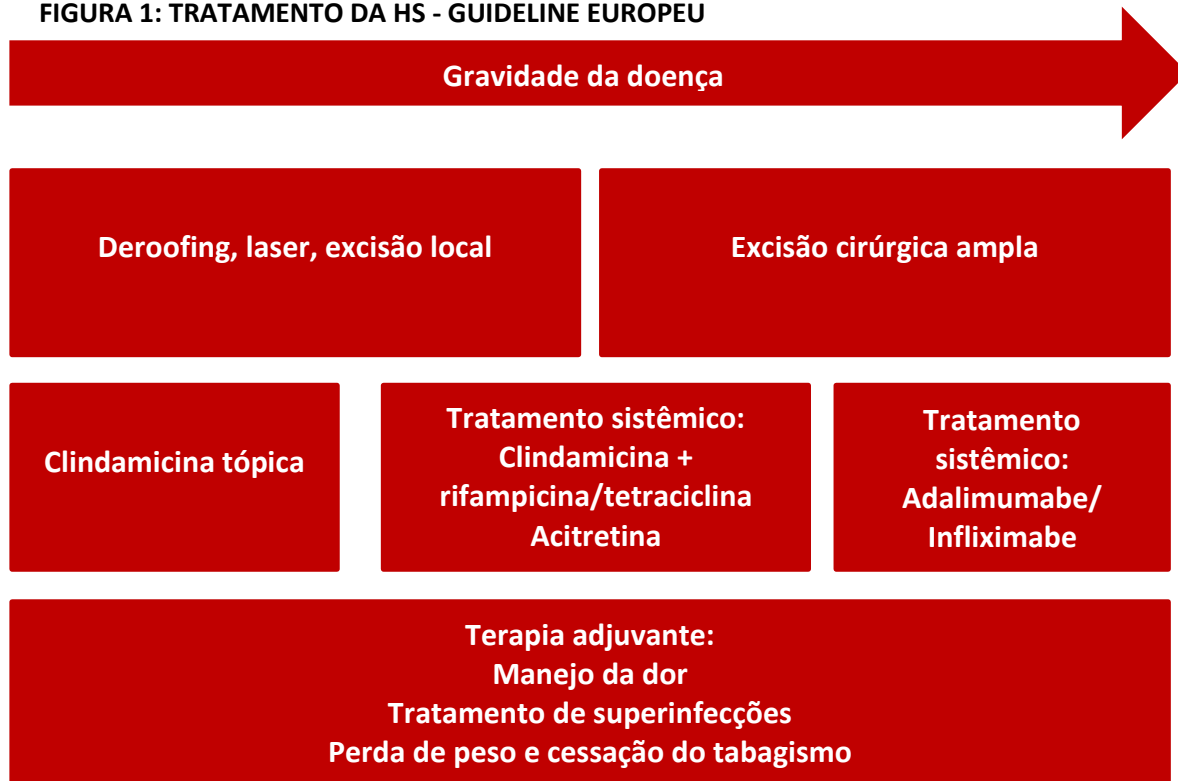 FIGURA 1: TRATAMENTO DA HS - GUIDELINE EUROPEU
Gravidade da doença
Deroofing, laser, excisão local
Excisão cirúrgica ampla
Clindamicina tópica
Tratamento sistêmico:
Clindamicina +
rifampicina/tetraciclina
Acitretina
Tratamento
sistêmico:
Adalimumabe/
Infliximabe
Terapia adjuvante:
Manejo da dor
Tratamento de superinfecções
Perda de peso e cessação do tabagismo